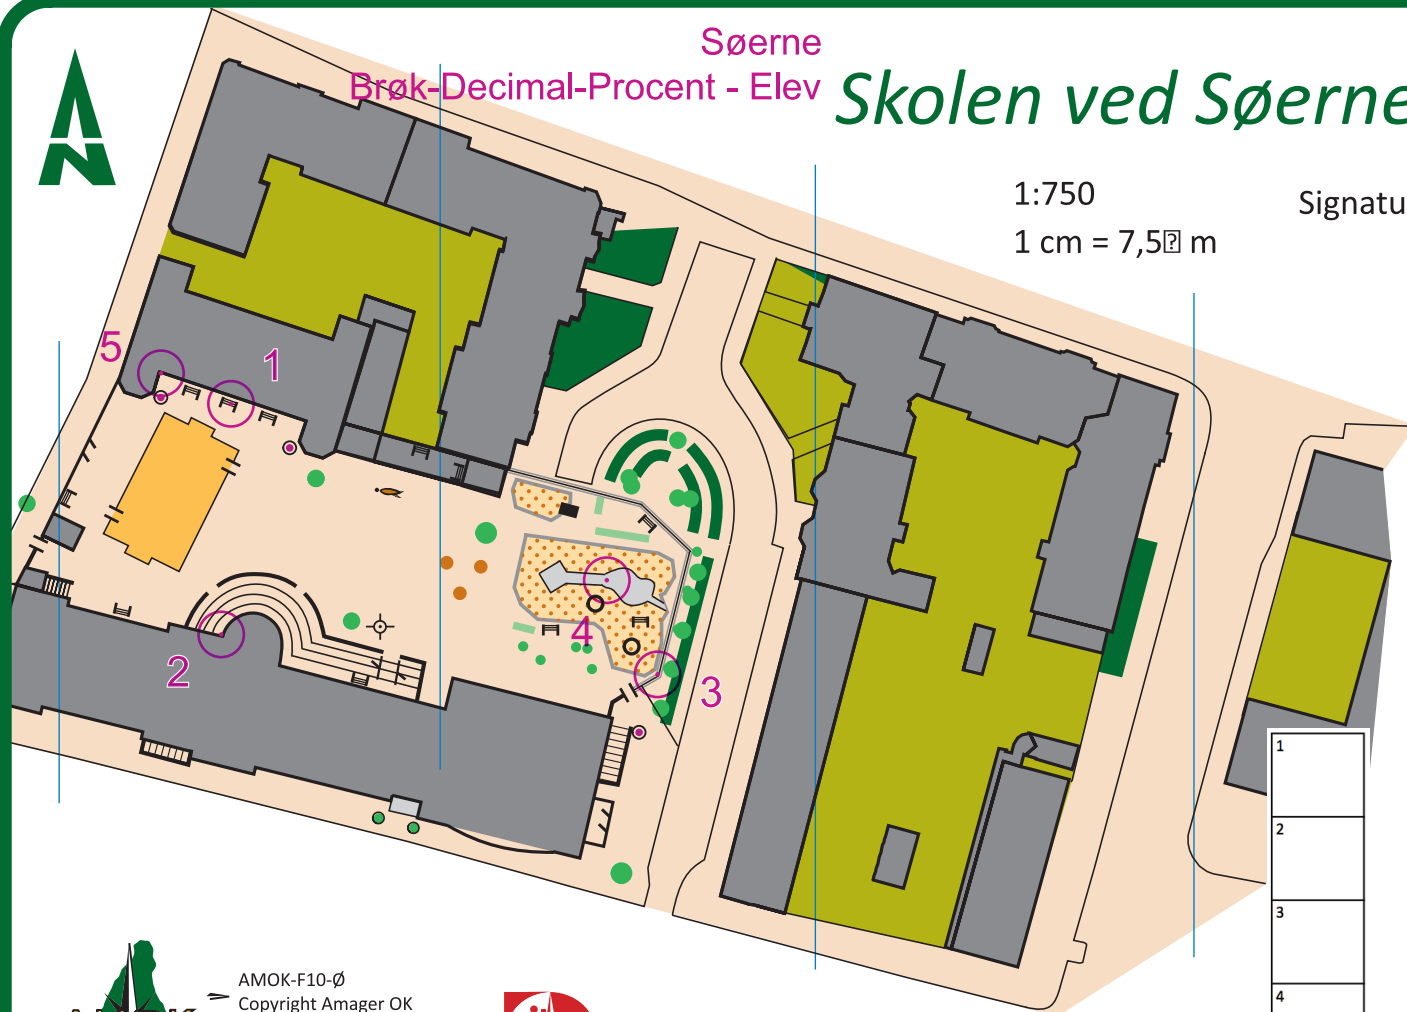 Søerne
Brøk-Decimal-Procent - Elev
Skolen ved Søerne
1:750
1 cm = 7,5 m
Signatu
5
1
2
4
3
1
2
3
4
N
AMOK-F10-Ø
Copyright Amager OK